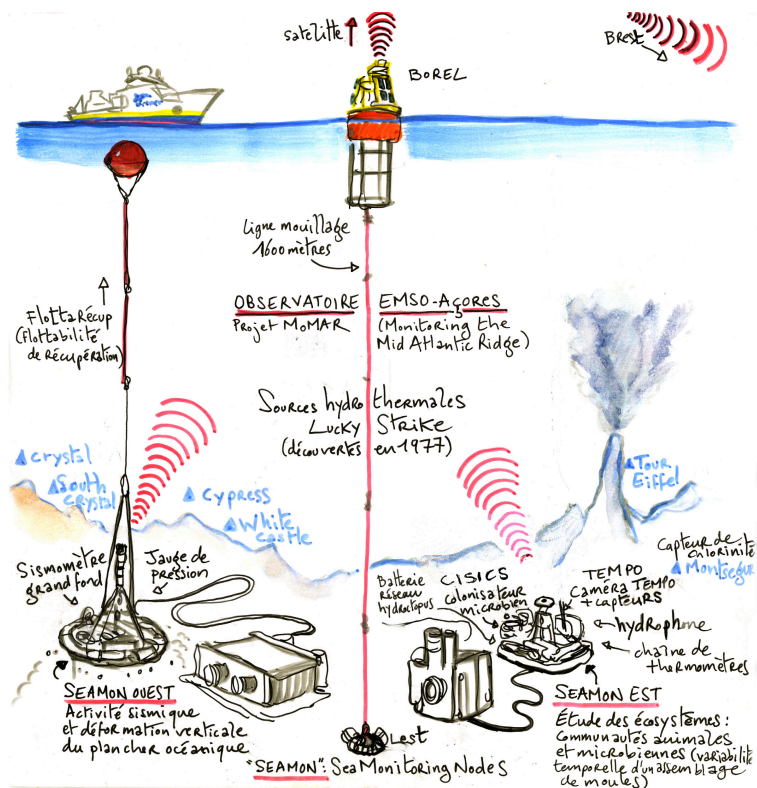 satelitte
BOREL
Brest
Ligne mouillage
1600 mètres
OBSERVATOIRE EMSO-AÇORES
Projet MoMAR (Monitoring the
Mid Atlantic Ridge)
FlottaRécup
(flottabilité
de récupération)
Sources hydrothermales
Lucky Strike
(découvertes en 1977)
Crystal
South
Crystal
Cypress
White
Castle
Tour
Eiffel
Capteur de
chlorinité
Montsegur
Sismomètre
grand fond
Jauge de
pression
Batterie
réseau
hydroctopus
CISICS
colonisateur
microbien
TEMPO
Caméra TEMPO
+ capteurs
hydrophone
chaîne de
thermomètres
SEAMON OUEST
Activité sismique
et déformation verticale
du plancher océanique
Lest
"SEAMON": Sea Monitoring Nodes
SEAMON EST
Étude des écosystèmes :
Communautés animales
et microbiennes (variabilité
temporelle d'un assemblage
de moules)